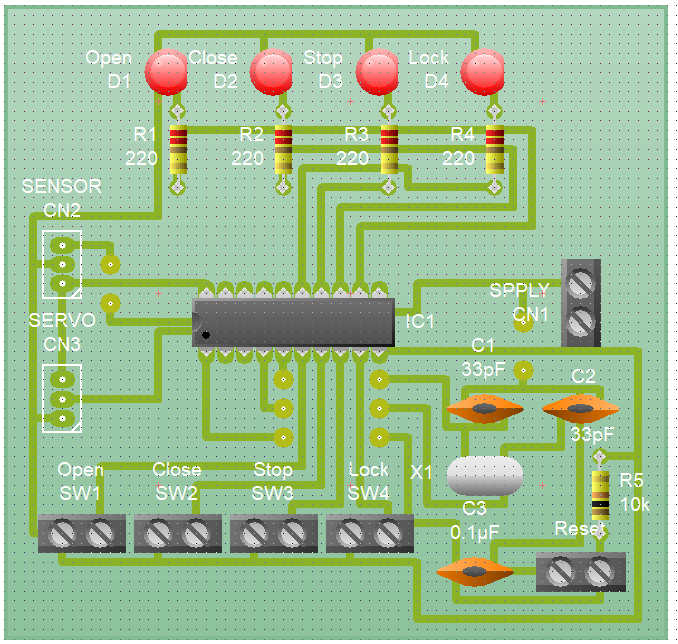 Open Close Stop Lock
D1 D2 D3 D4
R1 R2 R3 R4
220 220 220 220
SENSOR
CN2
SPPLY
CN1
SERVO
IC1
CN3
C1
33pF
C2
33pF
Open Close Stop Lock
SW1 SW2 SW3 SW4
X1
R5
10k
C3
0.1µF
Reset